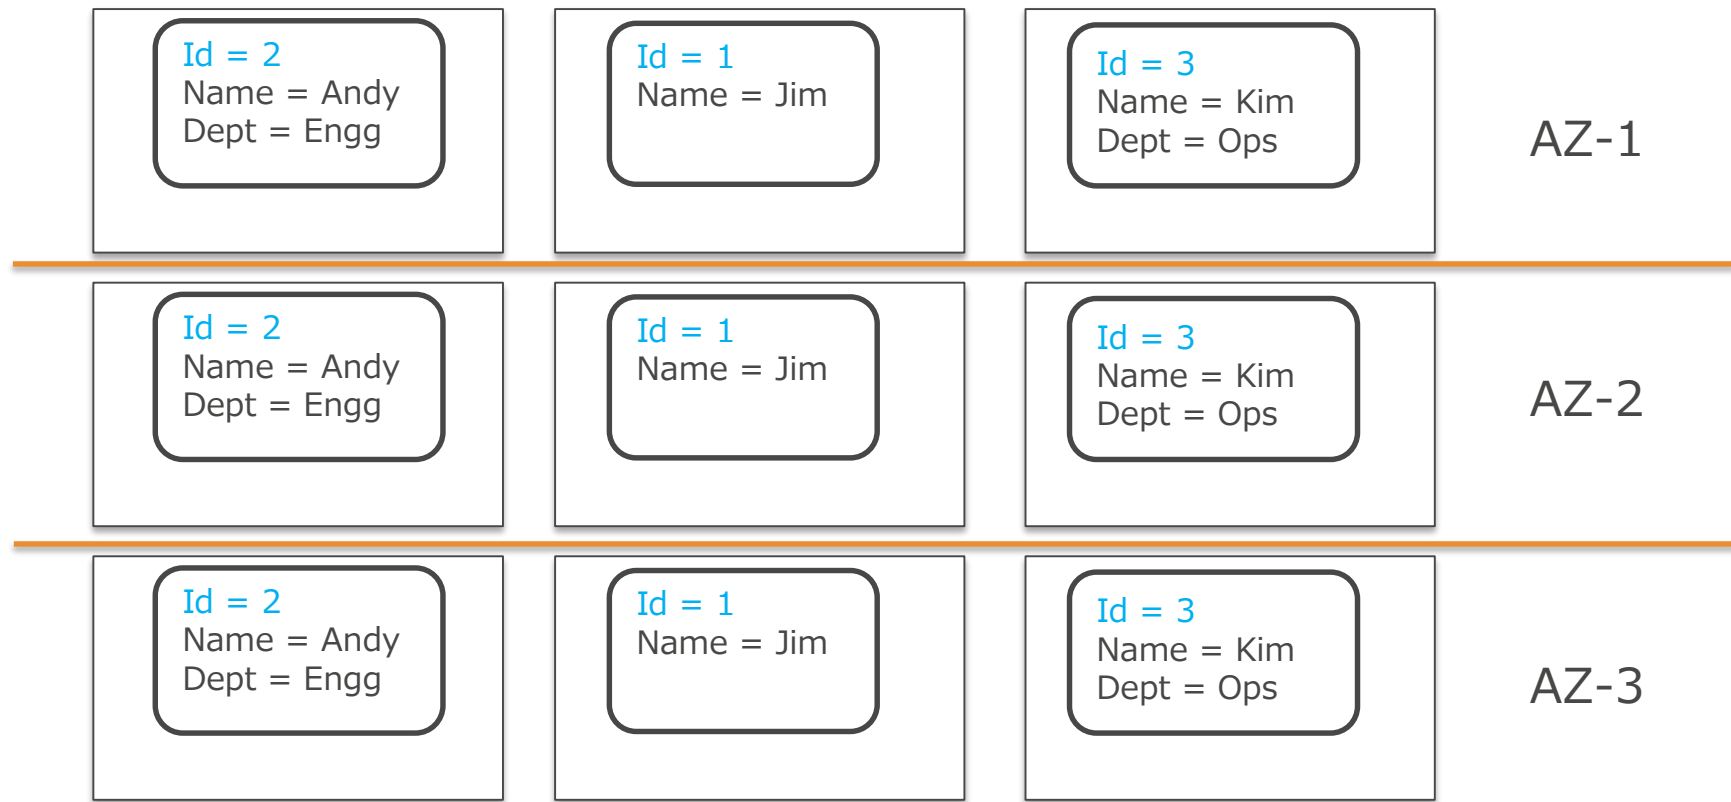 Id = 2
Name = Andy
Dept = Engg
Id = 1
Name = Jim
Id = 3
Name = Kim
Dept = Ops
AZ-1
Id = 2
Name = Andy
Dept = Engg
Id = 1
Name = Jim
Id = 3
Name = Kim
Dept = Ops
AZ-2
Id = 2
Name = Andy
Dept = Engg
Id = 1
Name = Jim
Id = 3
Name = Kim
Dept = Ops
AZ-3